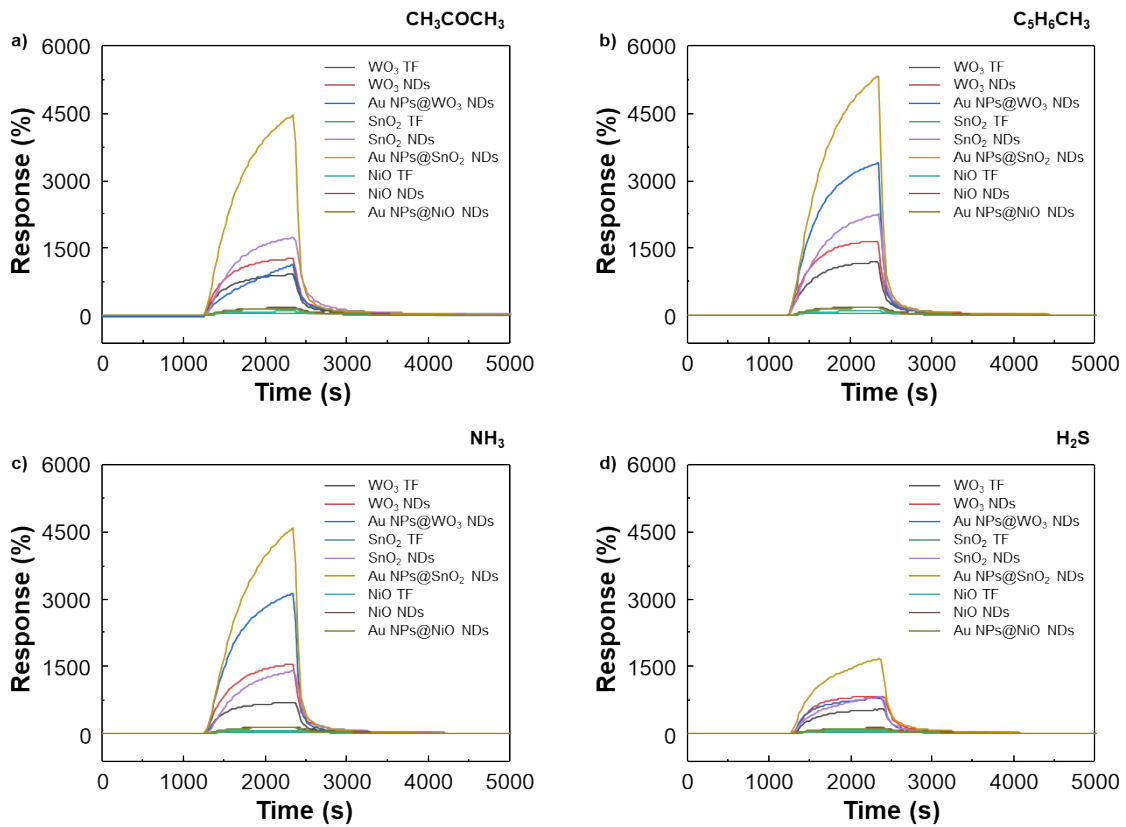 a)
CH₃COCH₃
6000
4500
3000
1500
0
Response (%)
WO₃ TF
WO₃ NDs
Au NPs@WO₃ NDs
SnO₂ TF
SnO₂ NDs
Au NPs@SnO₂ NDs
NiO TF
NiO NDs
Au NPs@NiO NDs
0 1000 2000 3000 4000 5000
Time (s)
b)
C₅H₆CH₃
6000
4500
3000
1500
0
Response (%)
WO₃ TF
WO₃ NDs
Au NPs@WO₃ NDs
SnO₂ TF
SnO₂ NDs
Au NPs@SnO₂ NDs
NiO TF
NiO NDs
Au NPs@NiO NDs
0 1000 2000 3000 4000 5000
Time (s)
c)
NH₃
6000
4500
3000
1500
0
Response (%)
WO₃ TF
WO₃ NDs
Au NPs@WO₃ NDs
SnO₂ TF
SnO₂ NDs
Au NPs@SnO₂ NDs
NiO TF
NiO NDs
Au NPs@NiO NDs
0 1000 2000 3000 4000 5000
Time (s)
d)
H₂S
6000
4500
3000
1500
0
Response (%)
WO₃ TF
WO₃ NDs
Au NPs@WO₃ NDs
SnO₂ TF
SnO₂ NDs
Au NPs@SnO₂ NDs
NiO TF
NiO NDs
Au NPs@NiO NDs
0 1000 2000 3000 4000 5000
Time (s)